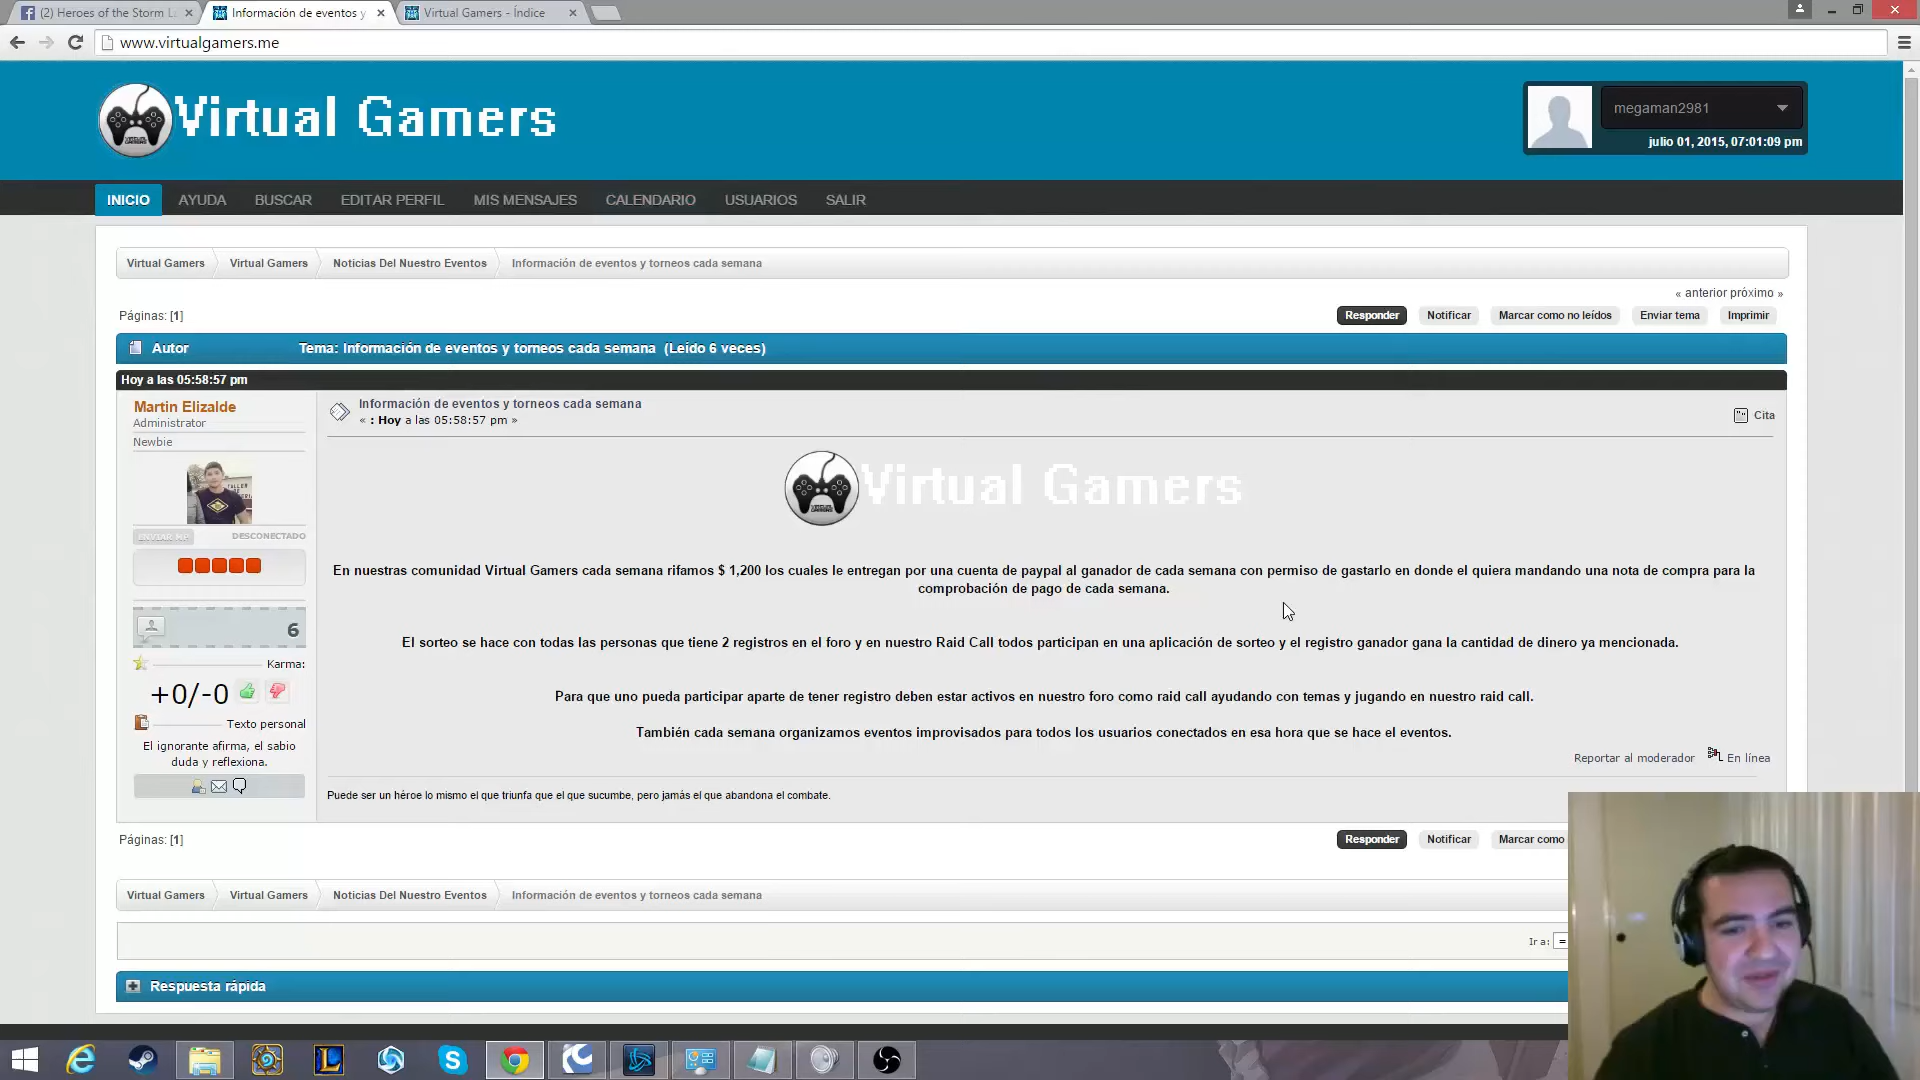 (2) Heroes of the Storm L
Información de eventos y
Virtual Gamers - Índice
www.virtualgamers.me
Virtual Gamers
megaman2981
julio 01, 2015, 07:01:09 pm
INICIO AYUDA BUSCAR EDITAR PERFIL MIS MENSAJES CALENDARIO USUARIOS SALIR
Virtual Gamers Virtual Gamers Noticias Del Nuestro Eventos Información de eventos y torneos cada semana
« anterior próximo »
Páginas: [1]
Responder Notificar Marcar como no leídos Enviar tema Imprimir
Autor Tema: Información de eventos y torneos cada semana (Leído 6 veces)
Hoy a las 05:58:57 pm
Martin Elizalde
Administrator
Newbie
ENVIAR MP DESCONECTADO
6
Karma:
+0/-0
Texto personal
El ignorante afirma, el sabio
duda y reflexiona.
Información de eventos y torneos cada semana
« : Hoy a las 05:58:57 pm »
Cita
Virtual Gamers
En nuestras comunidad Virtual Gamers cada semana rifamos $ 1,200 los cuales le entregan por una cuenta de paypal al ganador de cada semana con permiso de gastarlo en donde el quiera mandando una nota de compra para la
comprobación de pago de cada semana.
El sorteo se hace con todas las personas que tiene 2 registros en el foro y en nuestro Raid Call todos participan en una aplicación de sorteo y el registro ganador gana la cantidad de dinero ya mencionada.
Para que uno pueda participar aparte de tener registro deben estar activos en nuestro foro como raid call ayudando con temas y jugando en nuestro raid call.
También cada semana organizamos eventos improvisados para todos los usuarios conectados en esa hora que se hace el eventos.
Reportar al moderador En línea
Puede ser un héroe lo mismo el que triunfa que el que sucumbe, pero jamás el que abandona el combate.
Páginas: [1]
Responder Notificar Marcar como
Virtual Gamers Virtual Gamers Noticias Del Nuestro Eventos Información de eventos y torneos cada semana
Ir a: =
Respuesta rápida